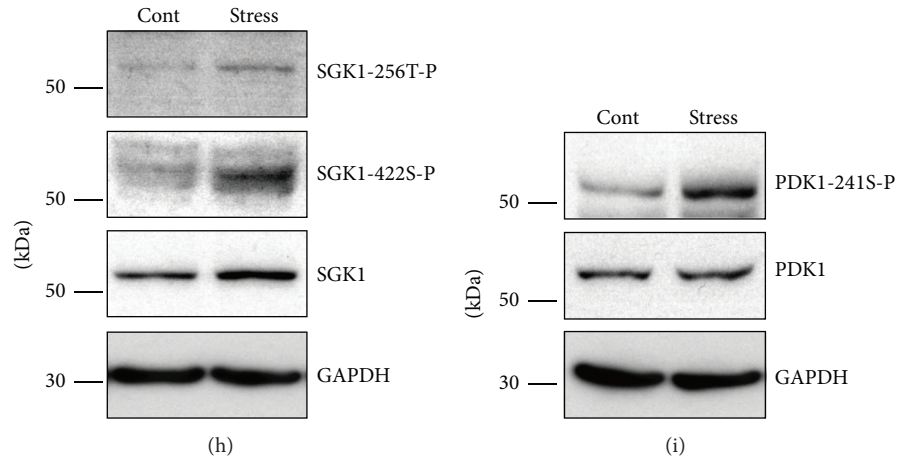 Cont Stress
50 SGK1-256T-P
50 SGK1-422S-P
50 SGK1
30 GAPDH
(kDa)
(h)
Cont Stress
50 PDK1-241S-P
50 PDK1
30 GAPDH
(kDa)
(i)